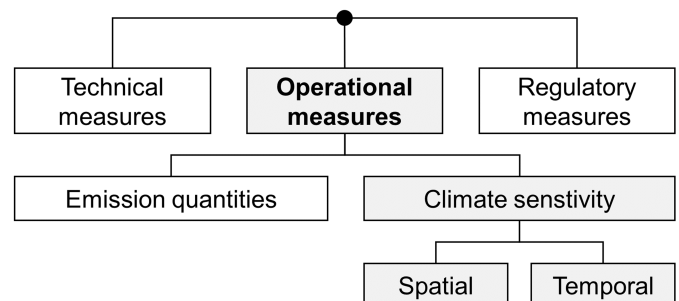 Technical
measures
Operational
measures
Regulatory
measures
Emission quantities
Climate senstivity
Spatial
Temporal